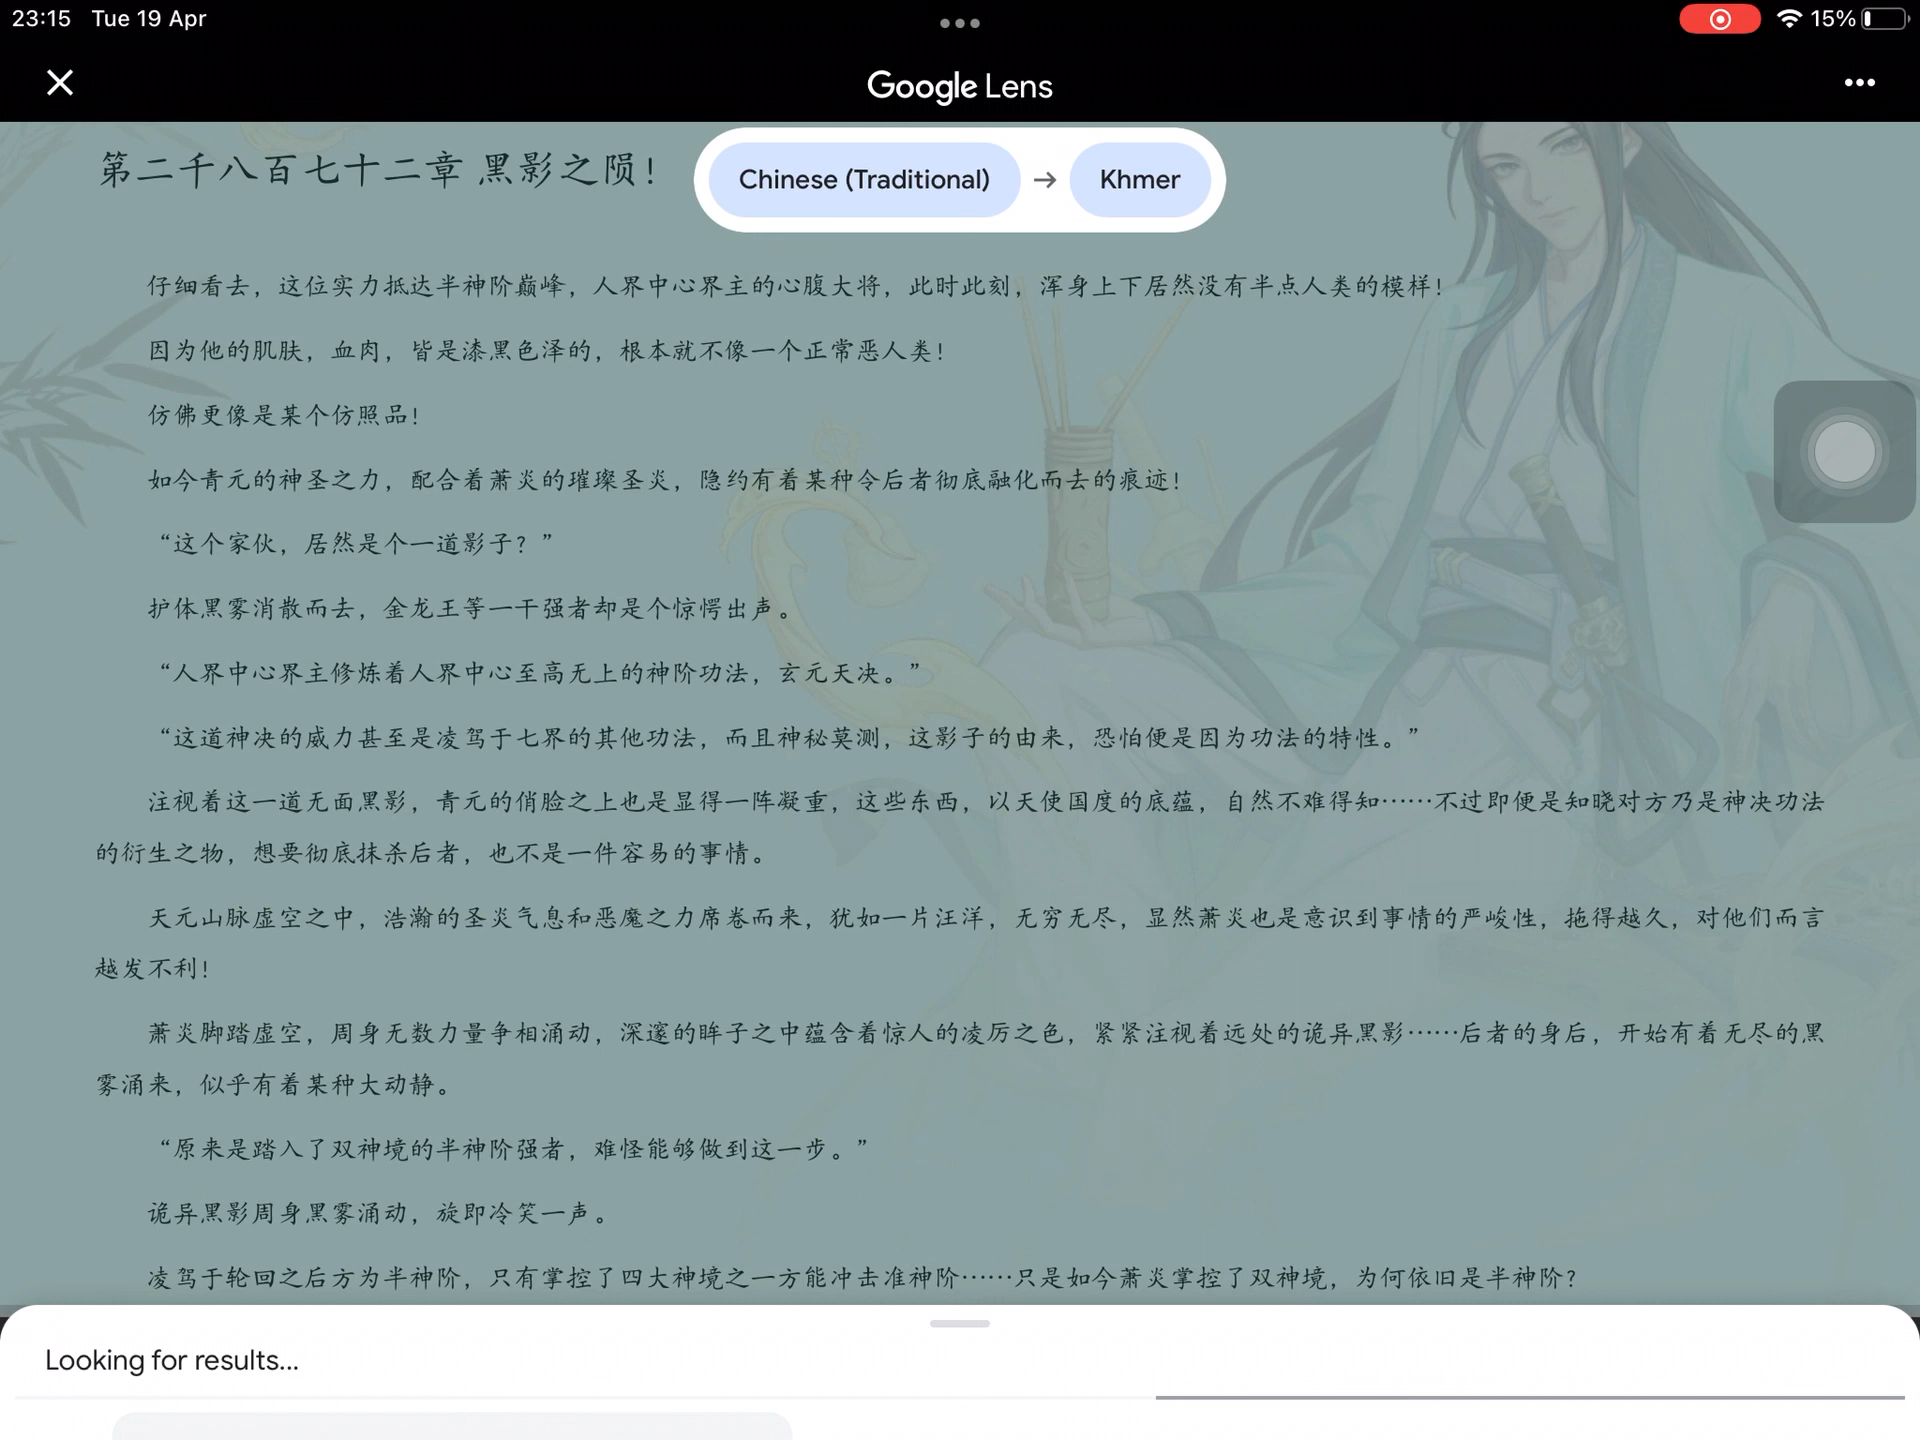 23:15 Tue 19 Apr
15%
Google Lens
Chinese (Traditional) → Khmer
第二千八百七十二章 黑影之陨！
仔细看去，这位实力抵达半神阶巅峰，人界中心界主的心腹大将，此时此刻，浑身上下居然没有半点人类的模样！
因为他的肌肤，血肉，皆是漆黑色泽的，根本就不像一个正常恶人类！
仿佛更像是某个仿照品！
如今青元的神圣之力，配合着萧炎的璀璨圣炎，隐约有着某种令后者彻底融化而去的痕迹！
“这个家伙，居然是个一道影子？”
护体黑雾消散而去，金龙王等一干强者却是个惊愕出声。
“人界中心界主修炼着人界中心至高无上的神阶功法，玄元天决。”
“这道神决的威力甚至是凌驾于七界的其他功法，而且神秘莫测，这影子的由来，恐怕便是因为功法的特性。”
注视着这一道无面黑影，青元的俏脸之上也是显得一阵凝重，这些东西，以天使国度的底蕴，自然不难得知……不过即便是知晓对方乃是神决功法
的衍生之物，想要彻底抹杀后者，也不是一件容易的事情。
天元山脉虚空之中，浩瀚的圣炎气息和恶魔之力席卷而来，犹如一片汪洋，无穷无尽，显然萧炎也是意识到事情的严峻性，拖得越久，对他们而言
越发不利！
萧炎脚踏虚空，周身无数力量争相涌动，深邃的眸子之中蕴含着惊人的凌厉之色，紧紧注视着远处的诡异黑影……后者的身后，开始有着无尽的黑
雾涌来，似乎有着某种大动静。
“原来是踏入了双神境的半神阶强者，难怪能够做到这一步。”
诡异黑影周身黑雾涌动，旋即冷笑一声。
凌驾于轮回之后方为半神阶，只有掌控了四大神境之一方能冲击准神阶……只是如今萧炎掌控了双神境，为何依旧是半神阶？
Looking for results...